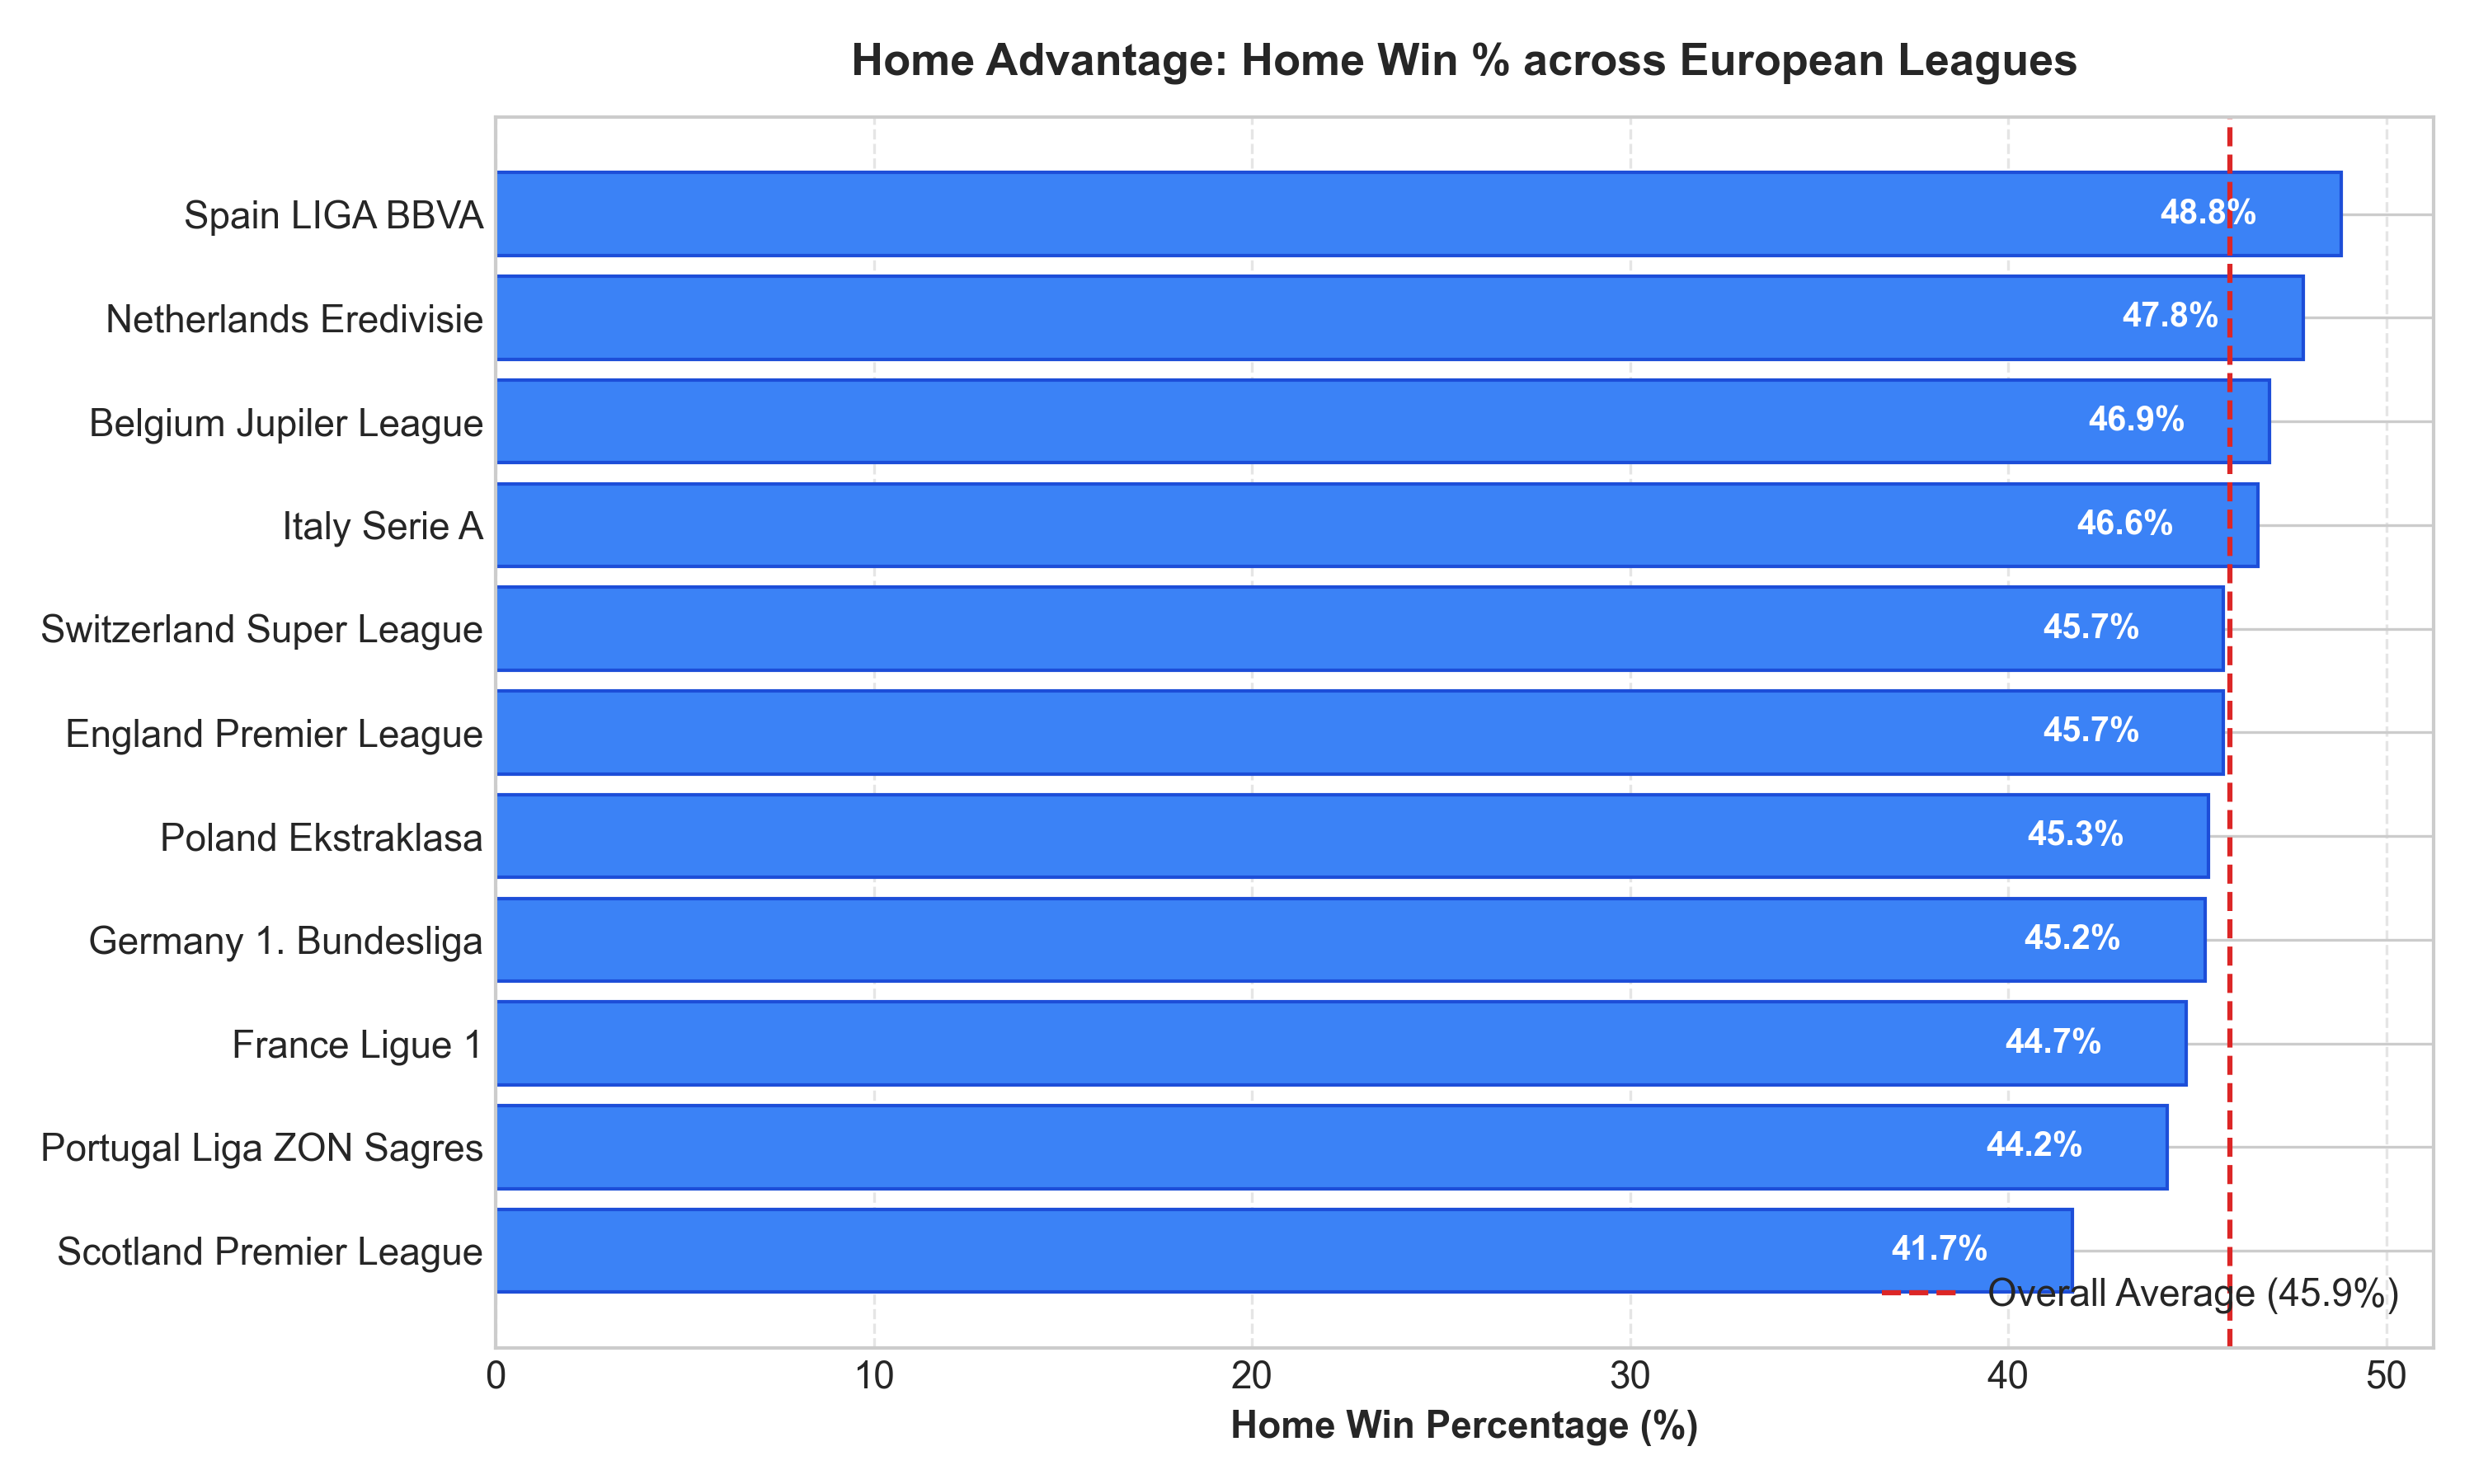 Home Advantage: Home Win % across European Leagues
Spain LIGA BBVA 48.8%
Netherlands Eredivisie 47.8%
Belgium Jupiler League 46.9%
Italy Serie A 46.6%
Switzerland Super League 45.7%
England Premier League 45.7%
Poland Ekstraklasa 45.3%
Germany 1. Bundesliga 45.2%
France Ligue 1 44.7%
Portugal Liga ZON Sagres 44.2%
Scotland Premier League 41.7%
Overall Average (45.9%)
0 10 20 30 40 50
Home Win Percentage (%)